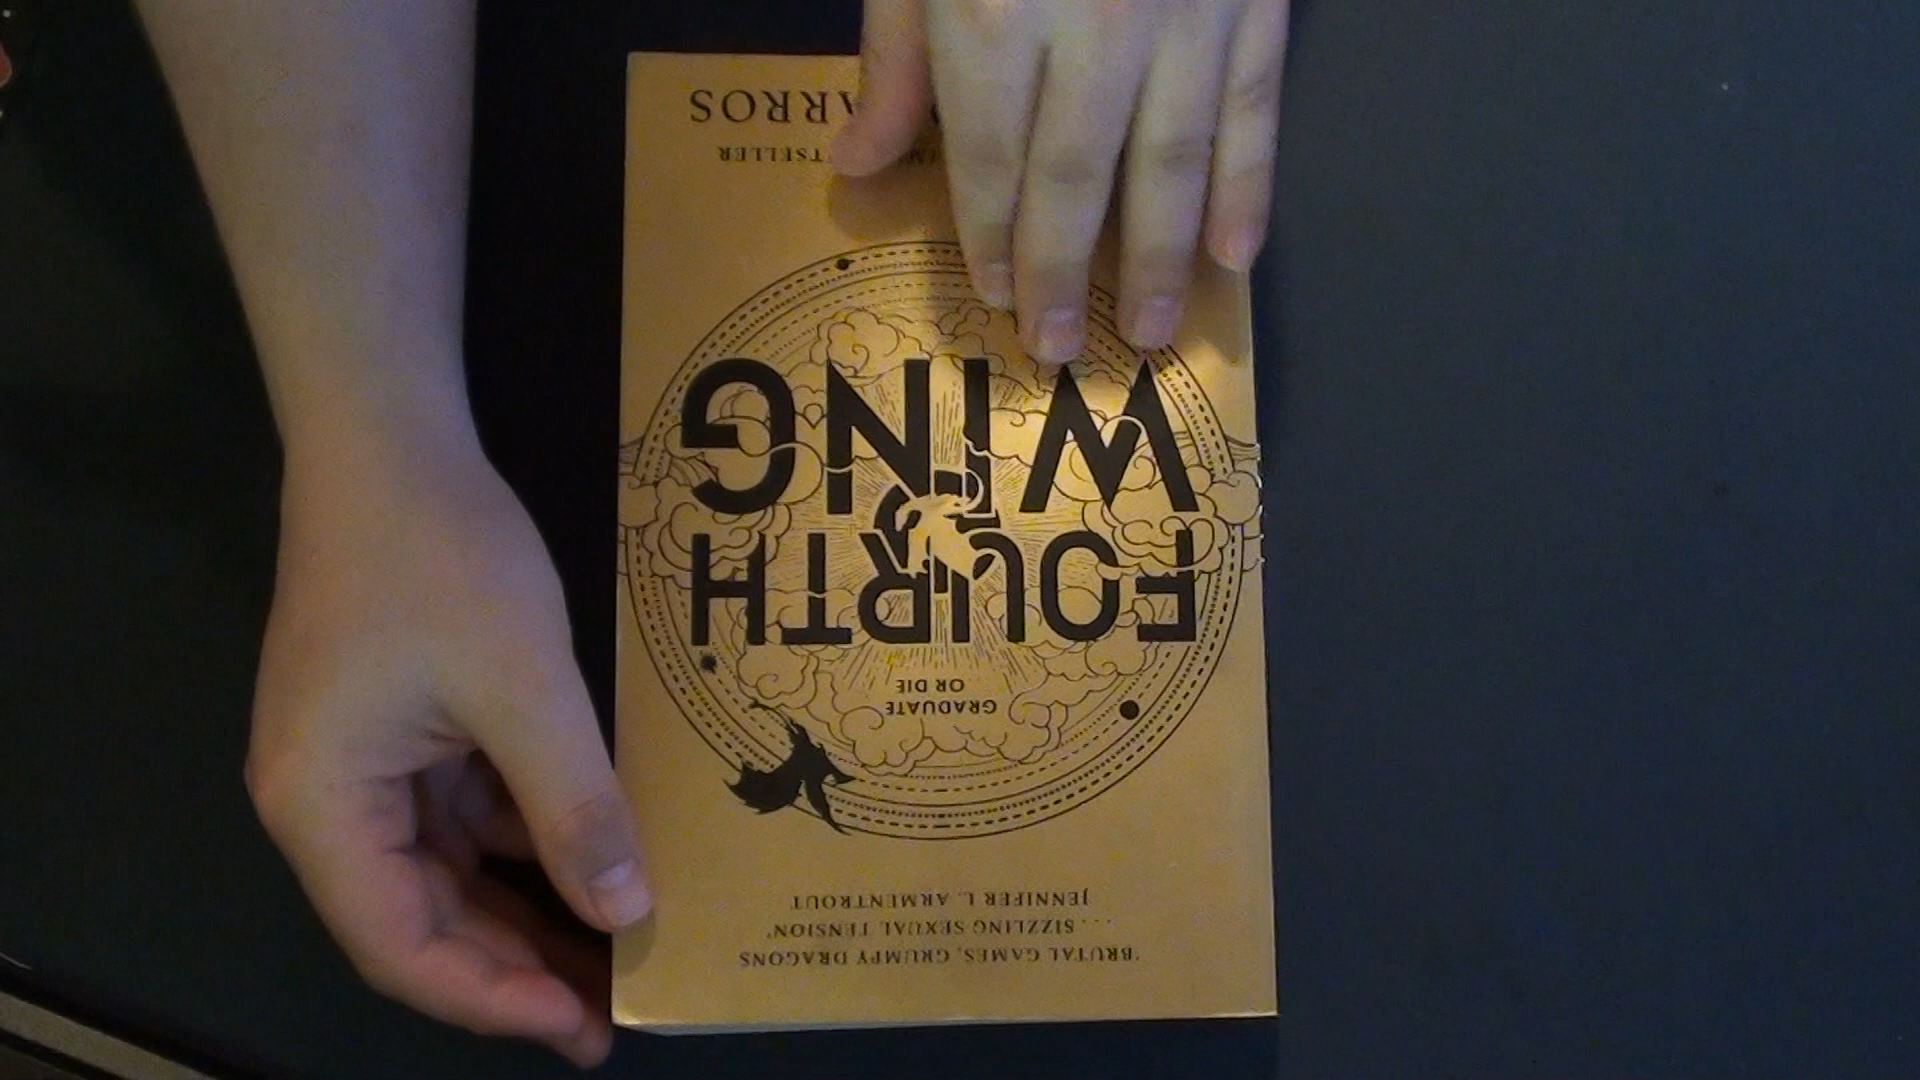 'BRUTAL GAMES, GRUMPY DRAGONS
. . . . SIZZLING SEXUAL TENSION'
JENNIFER L. ARMENTROUT
GRADUATE
OR DIE
FOURTH
WING